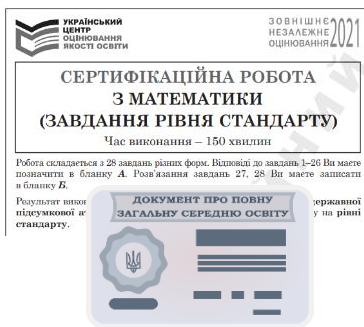 УКРАЇНСЬКИЙ
ЦЕНТР
ОЦІНЮВАННЯ
ЯКОСТІ ОСВІТИ
ЗОВНІШНЄ
НЕЗАЛЕЖНЕ
ОЦІНЮВАННЯ 2021
СЕРТИФІКАЦІЙНА РОБОТА
З МАТЕМАТИКИ
(ЗАВДАННЯ РІВНЯ СТАНДАРТУ)
Час виконання – 150 хвилин
Робота складається з 28 завдань різних форм. Відповіді до завдань 1–26 Ви маєте
позначити в бланку А. Розв'язання завдань 27, 28 Ви маєте записати
в бланку Б.
Результат
підсумкової у на рівні
стандарту.
ДОКУМЕНТ ПРО ПОВНУ
ЗАГАЛЬНУ СЕРЕДНЮ ОСВІТУ